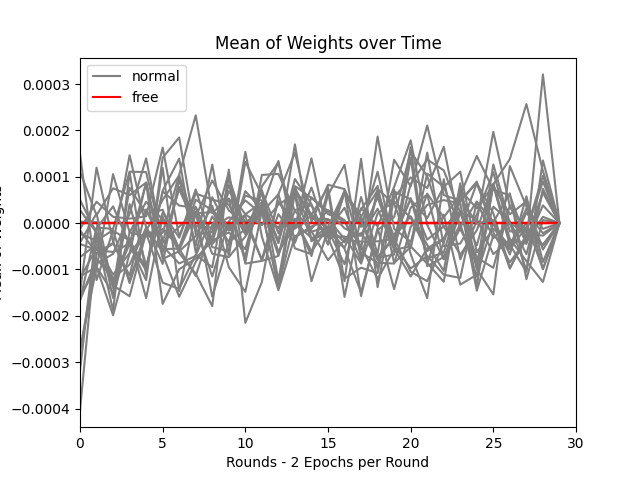 Mean of Weights over Time
normal
free
0.0003
0.0002
0.0001
0.0000
−0.0001
−0.0002
−0.0003
−0.0004
0 5 10 15 20 25 30
Rounds - 2 Epochs per Round